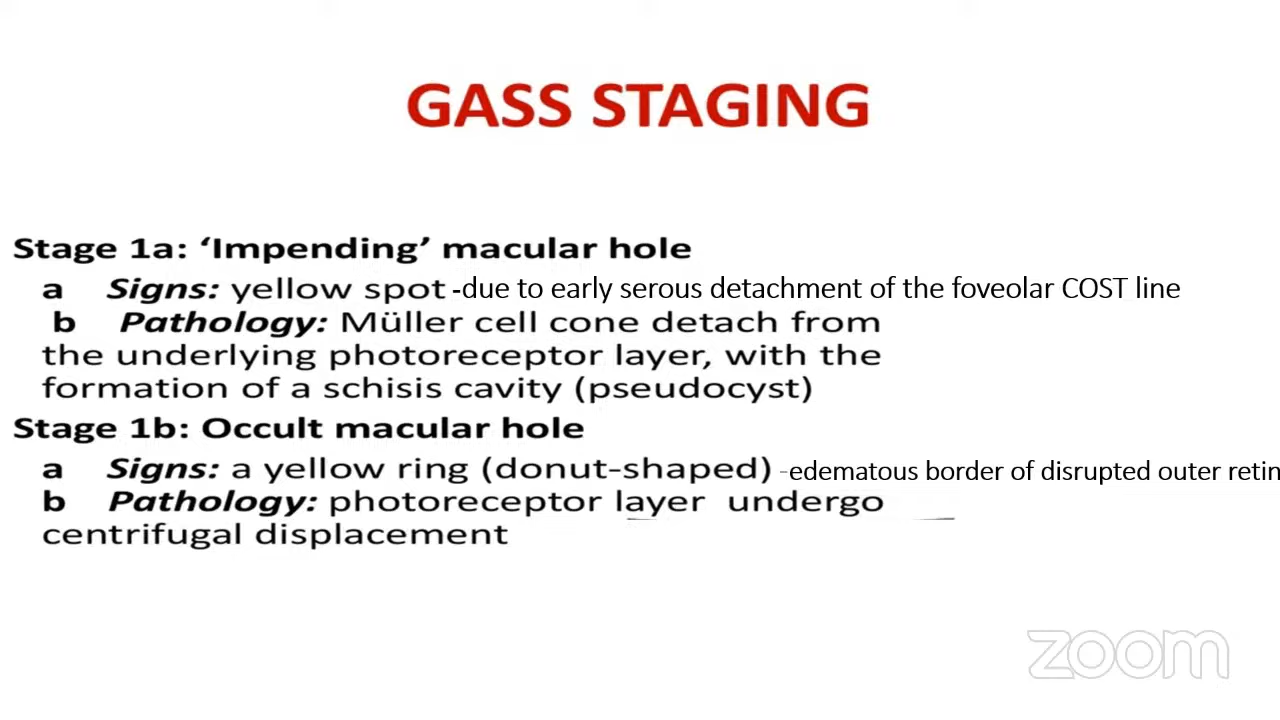 GASS STAGING
Stage 1a: ‘Impending’ macular hole
a Signs: yellow spot -due to early serous detachment of the foveolar COST line
b Pathology: Müller cell cone detach from
the underlying photoreceptor layer, with the
formation of a schisis cavity (pseudocyst)
Stage 1b: Occult macular hole
a Signs: a yellow ring (donut-shaped) -edematous border of disrupted outer retin
b Pathology: photoreceptor layer undergo
centrifugal displacement
zoom